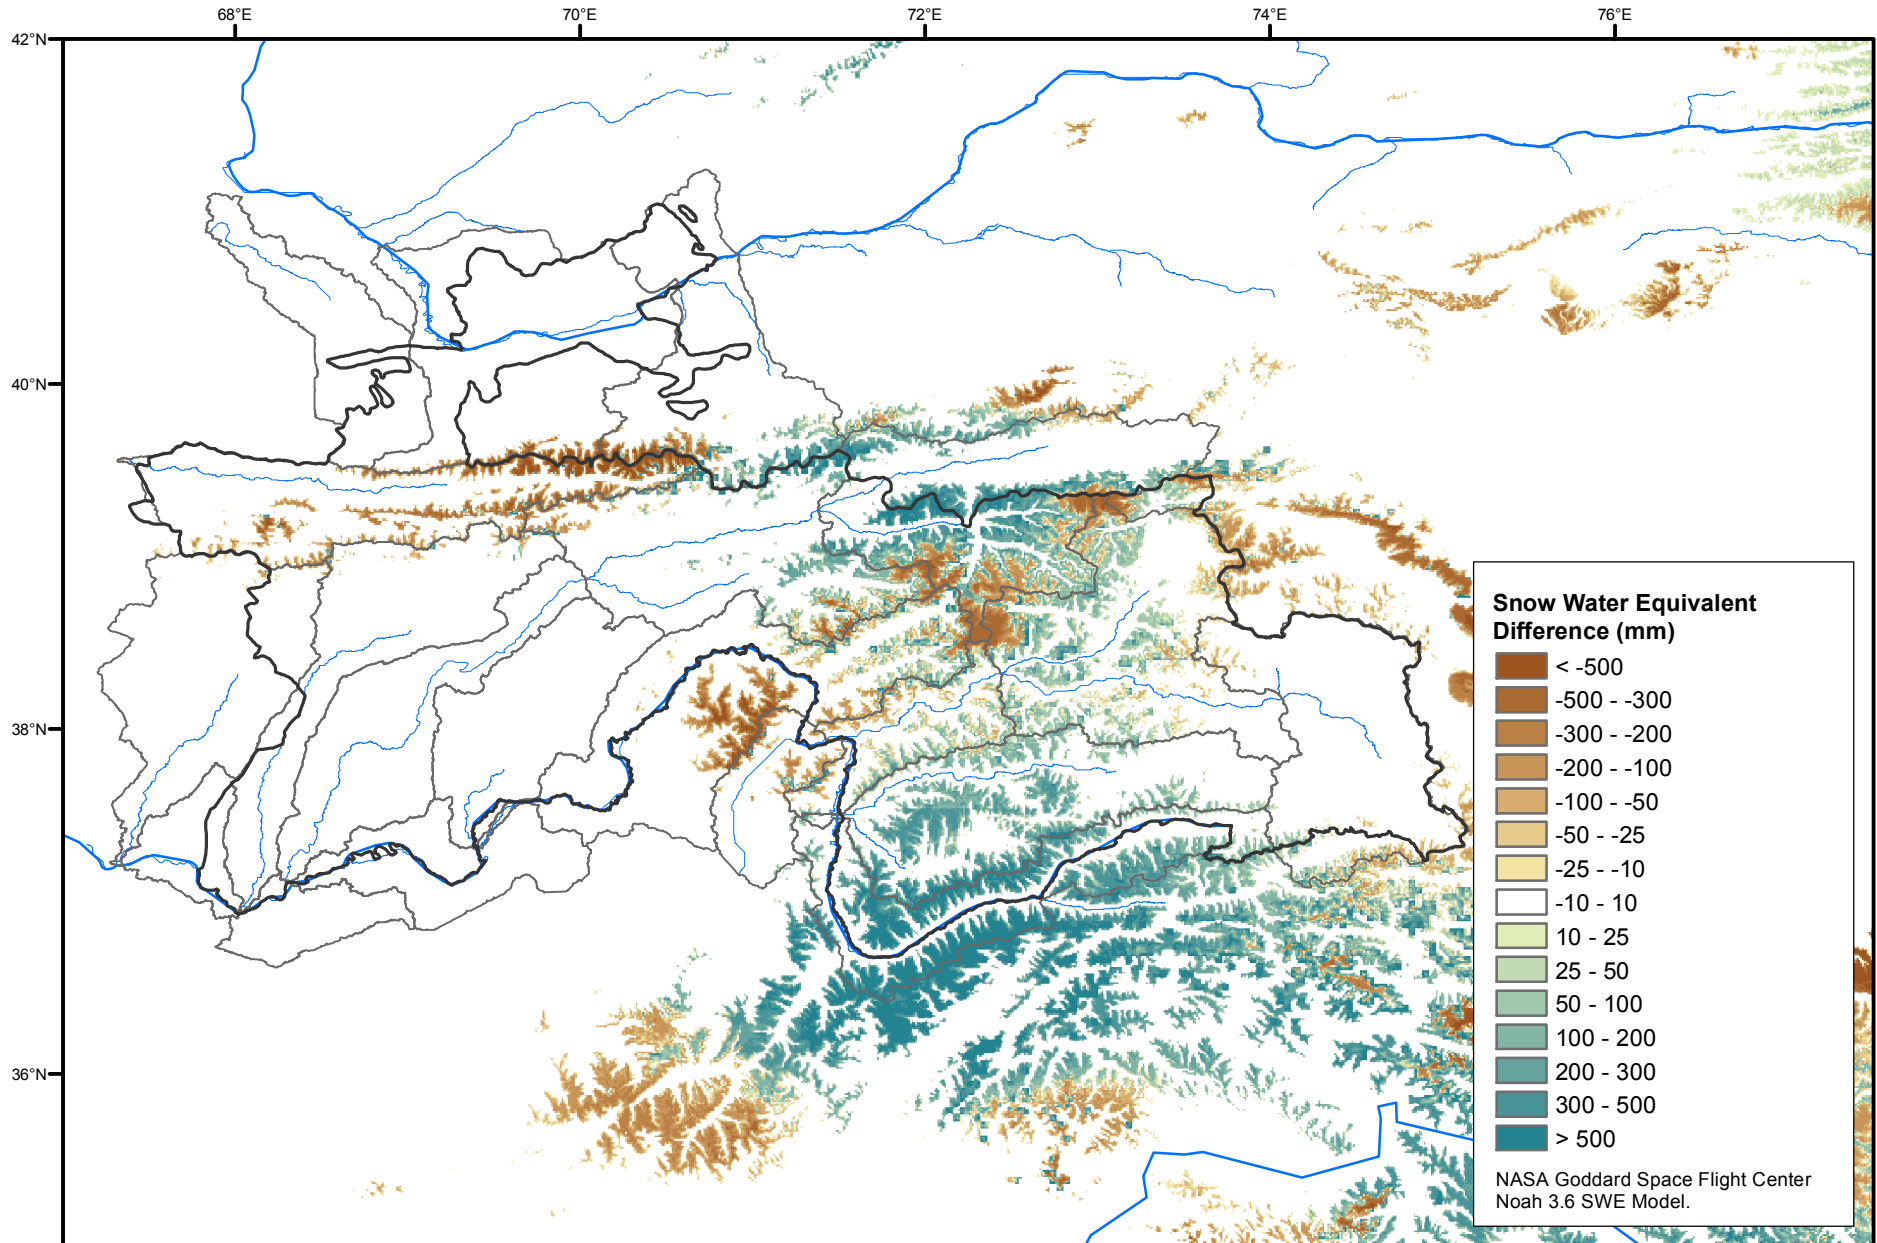 68°E 70°E 72°E 74°E 76°E
42°N
40°N
38°N
36°N
Snow Water Equivalent
Difference (mm)
< -500
-500 - -300
-300 - -200
-200 - -100
-100 - -50
-50 - -25
-25 - -10
-10 - 10
10 - 25
25 - 50
50 - 100
100 - 200
200 - 300
300 - 500
> 500
NASA Goddard Space Flight Center
Noah 3.6 SWE Model.